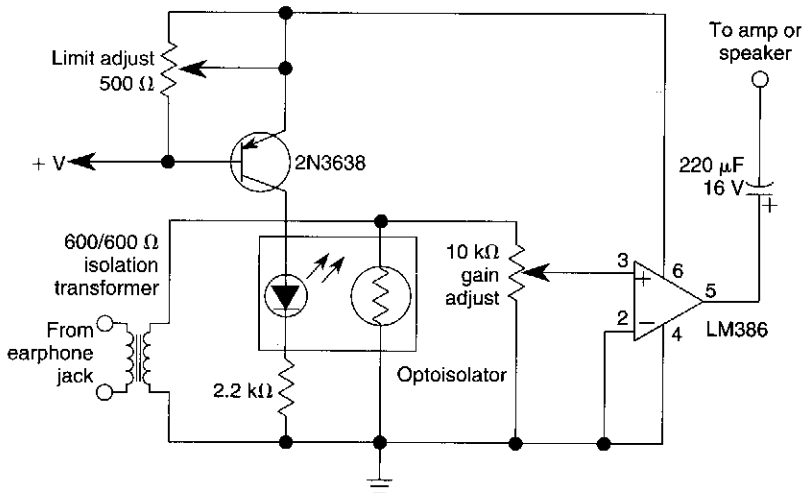 Limit adjust
500 Ω
To amp or
speaker
+ V
2N3638
220 µF
16 V
+
600/600 Ω
isolation
transformer
10 kΩ
gain
adjust
3
+
6
5
2
−
4
LM386
From
earphone
jack
2.2 kΩ
Optoisolator